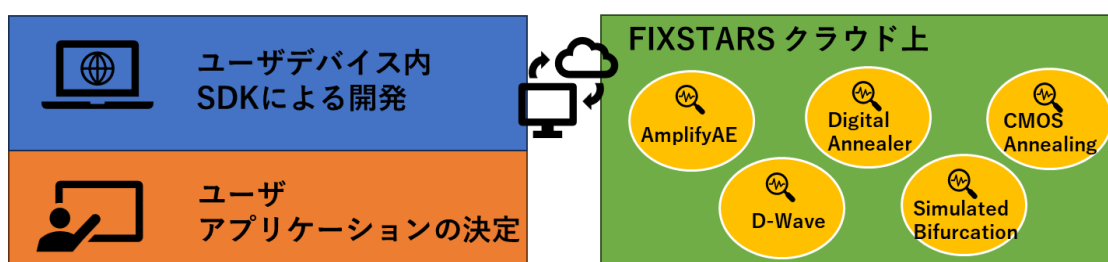 ユーザデバイス内
SDKによる開発
ユーザ
アプリケーションの決定
FIXSTARS クラウド上
AmplifyAE
Digital
Annealer
CMOS
Annealing
D-Wave
Simulated
Bifurcation